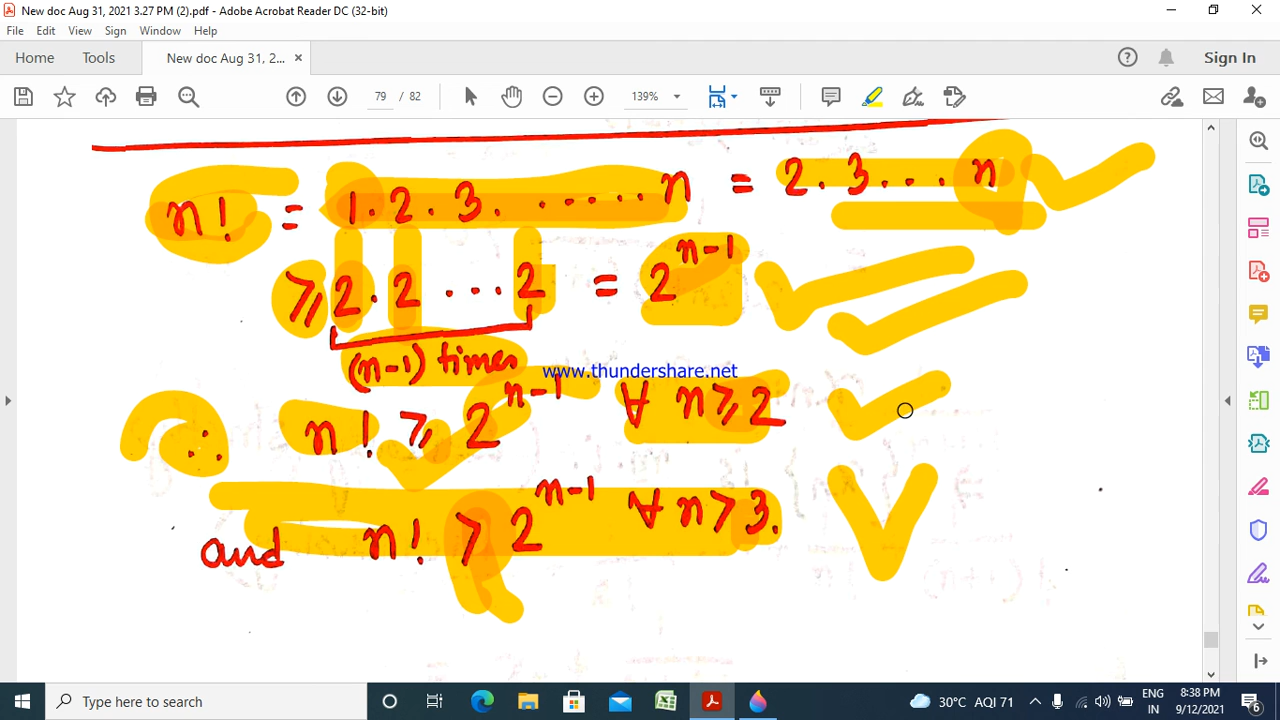 New doc Aug 31, 2021 3.27 PM (2).pdf - Adobe Acrobat Reader DC (32-bit)
File Edit View Sign Window Help
Home Tools New doc Aug 31, 2... × Sign In
79 / 82 139%
n! = 1.2.3. ........n = 2.3...n
≥ 2.2 ...2 = 2^{n-1}
(n-1) times
www.thundershare.net
∴ n! ≥ 2^{n-1} ∀ n ≥ 2
and n! > 2^{n-1} ∀ n ≥ 3.
Type here to search
30°C AQI 71
ENG
IN
8:38 PM
9/12/2021
6